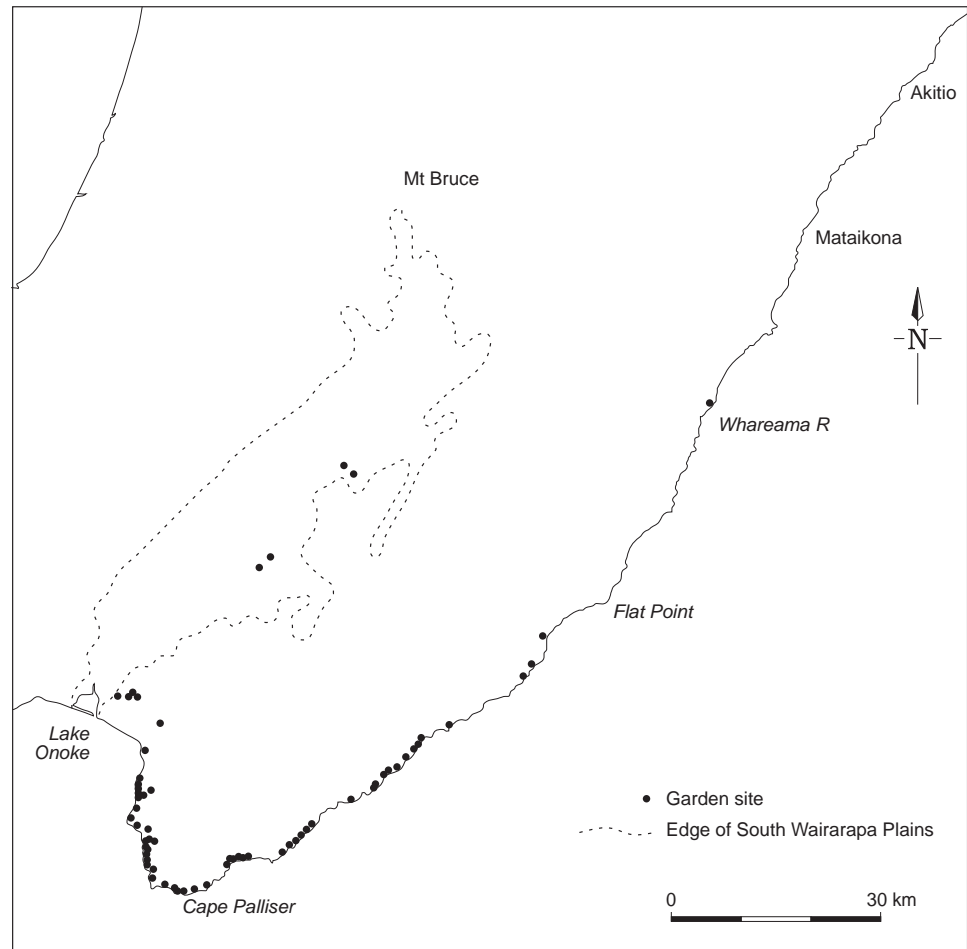 Akitio
Mt Bruce
Mataikona
N
Whareama R
Flat Point
Lake
Onoke
Garden site
Edge of South Wairarapa Plains
Cape Palliser
0 30 km